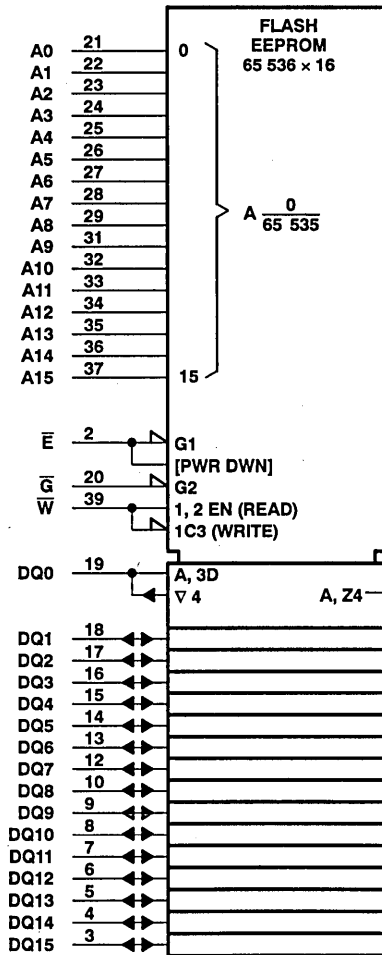 FLASH
EEPROM
65 536 × 16
A0 21 0
A1 22
A2 23
A3 24
A4 25
A5 26
A6 27
A7 28
A8 29
A9 31
A10 32
A11 33
A12 34
A13 35
A14 36
A15 37 15
A 0
65 535
E 2 G1
[PWR DWN]
G 20 G2
W 39 1, 2 EN (READ)
1C3 (WRITE)
DQ0 19 A, 3D
∇ 4 A, Z4
DQ1 18
DQ2 17
DQ3 16
DQ4 15
DQ5 14
DQ6 13
DQ7 12
DQ8 10
DQ9 9
DQ10 8
DQ11 7
DQ12 6
DQ13 5
DQ14 4
DQ15 3